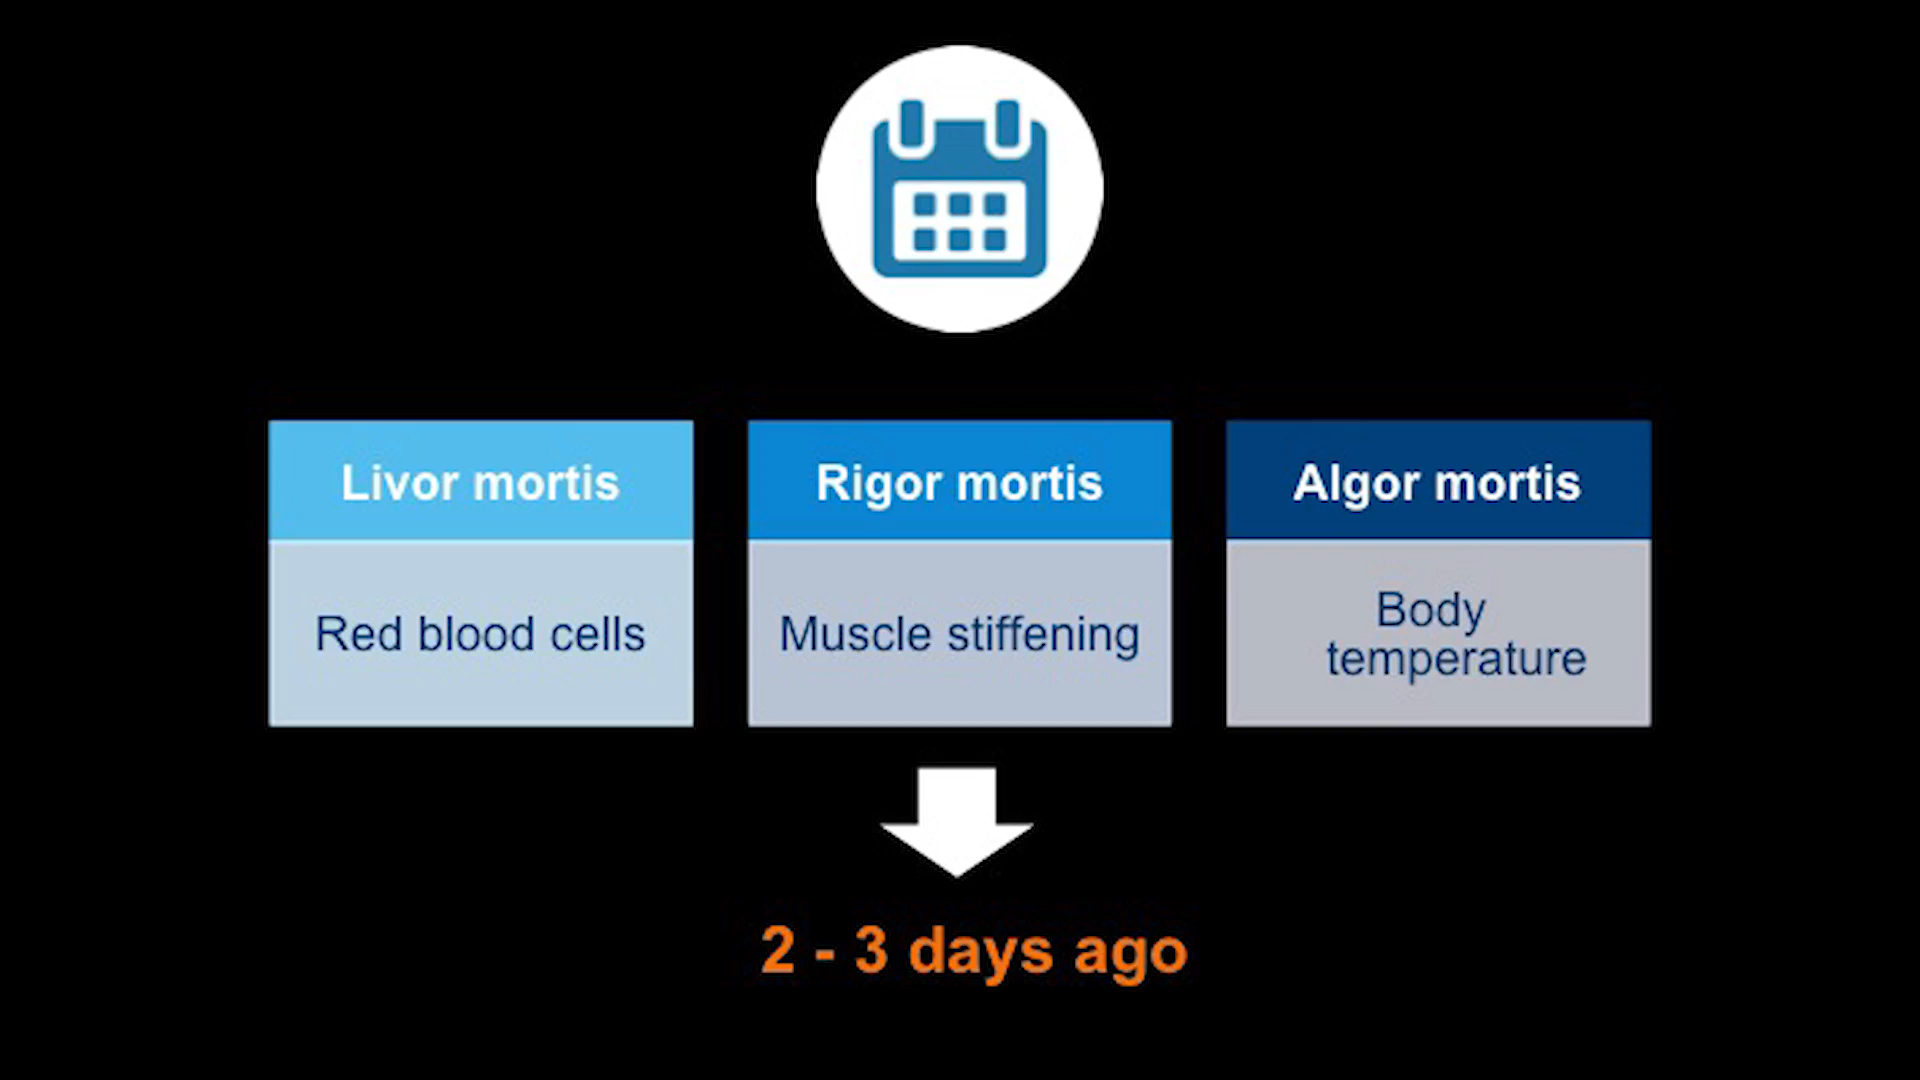 Livor mortis
Rigor mortis
Algor mortis
Red blood cells
Muscle stiffening
Body
temperature
2 - 3 days ago